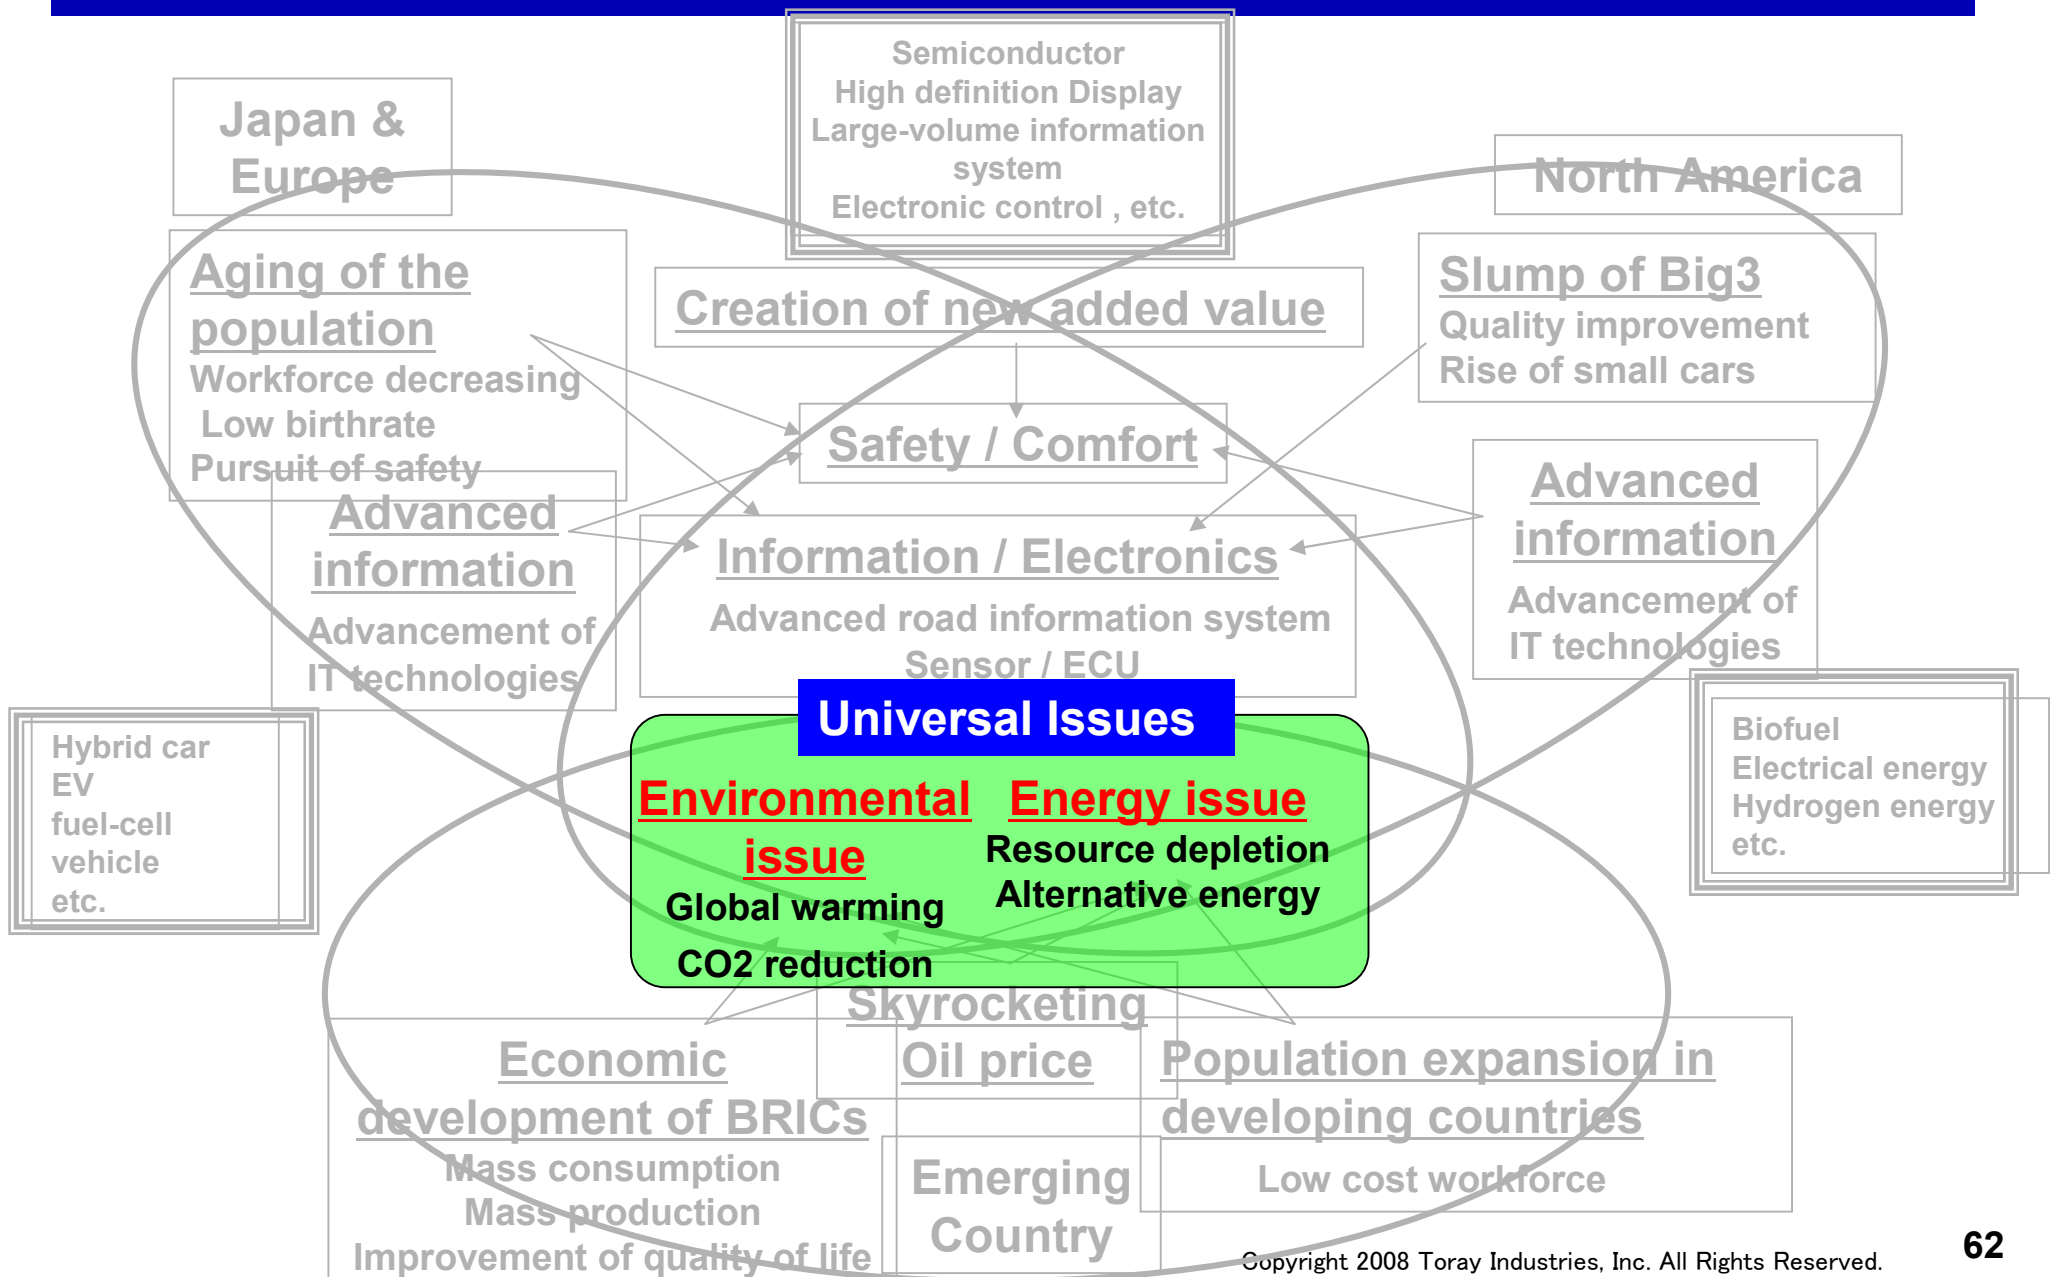 Semiconductor
High definition Display
Large-volume information
system
Electronic control , etc.
Japan &
Europe
North America
Aging of the
population
Workforce decreasing
Low birthrate
Pursuit of safety
Creation of new added value
Slump of Big3
Quality improvement
Rise of small cars
Safety / Comfort
Advanced
information
Advancement of
IT technologies
Information / Electronics
Advanced road information system
Sensor / ECU
Advanced
information
Advancement of
IT technologies
Hybrid car
EV
fuel-cell
vehicle
etc.
Universal Issues
Environmental
issue
Global warming
CO2 reduction
Energy issue
Resource depletion
Alternative energy
Biofuel
Electrical energy
Hydrogen energy
etc.
Skyrocketing
Oil price
Economic
development of BRICs
Mass consumption
Mass production
Improvement of quality of life
Emerging
Country
Population expansion in
developing countries
Low cost workforce
Copyright 2008 Toray Industries, Inc. All Rights Reserved.
62